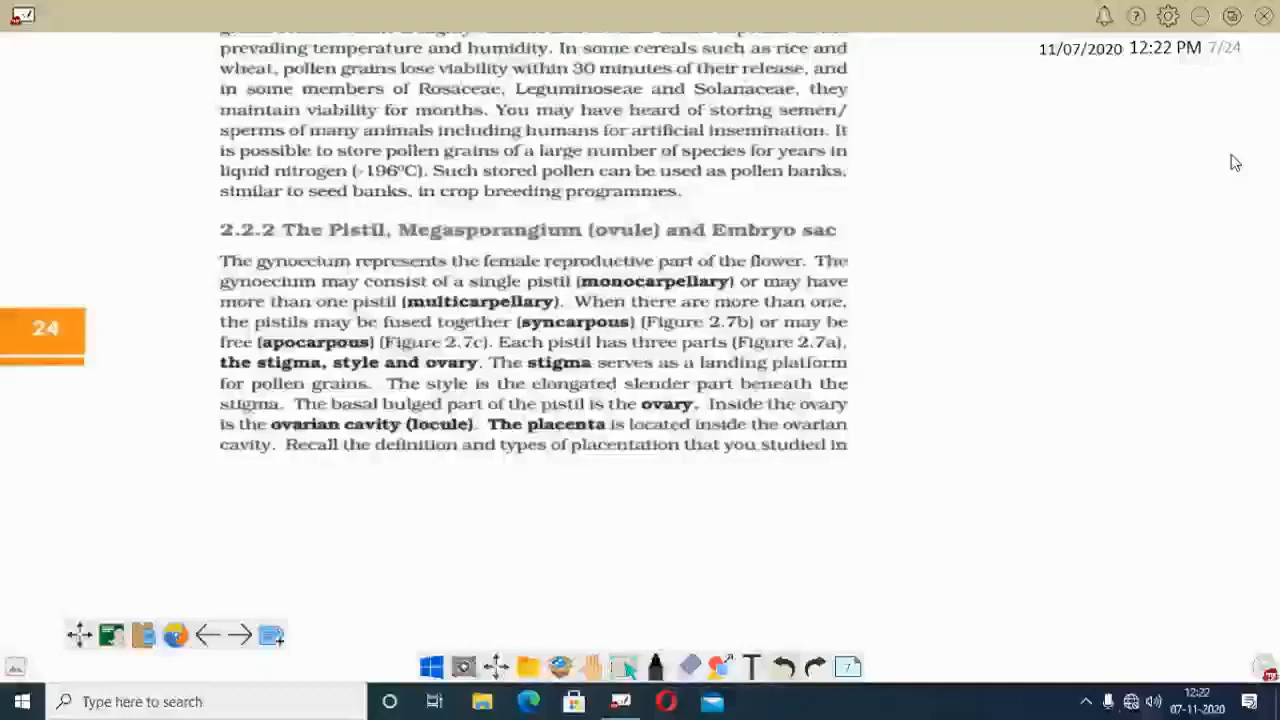 11/07/2020 12:22 PM 7/24
prevailing temperature and humidity. In some cereals such as rice and
wheat, pollen grains lose viability within 30 minutes of their release, and
in some members of Rosaceae, Leguminoseae and Solanaceae, they
maintain viability for months. You may have heard of storing semen/
sperms of many animals including humans for artificial insemination. It
is possible to store pollen grains of a large number of species for years in
liquid nitrogen (-196°C). Such stored pollen can be used as pollen banks,
similar to seed banks, in crop breeding programmes.
2.2.2 The Pistil, Megasporangium (ovule) and Embryo sac
The gynoecium represents the female reproductive part of the flower. The
gynoecium may consist of a single pistil (monocarpellary) or may have
more than one pistil (multicarpellary). When there are more than one,
the pistils may be fused together (syncarpous) (Figure 2.7b) or may be
24
free (apocarpous) (Figure 2.7c). Each pistil has three parts (Figure 2.7a),
the stigma, style and ovary. The stigma serves as a landing platform
for pollen grains. The style is the elongated slender part beneath the
stigma. The basal bulged part of the pistil is the ovary. Inside the ovary
is the ovarian cavity (locule). The placenta is located inside the ovarian
cavity. Recall the definition and types of placentation that you studied in
7
Type here to search
12:22
07-11-2020